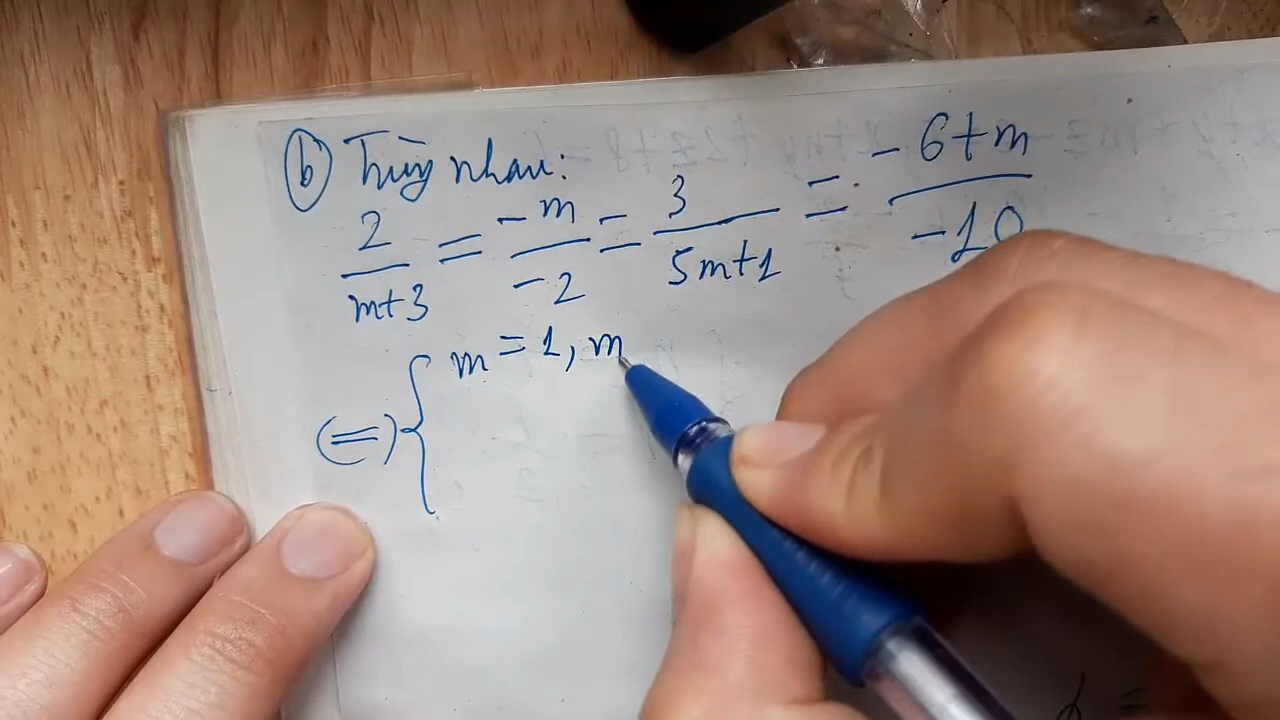 b) Trùng nhau:
2/(m+3) = -m/-2 = 3/(5m+1) = (-6+m)/-10
(=) { m = 1, m